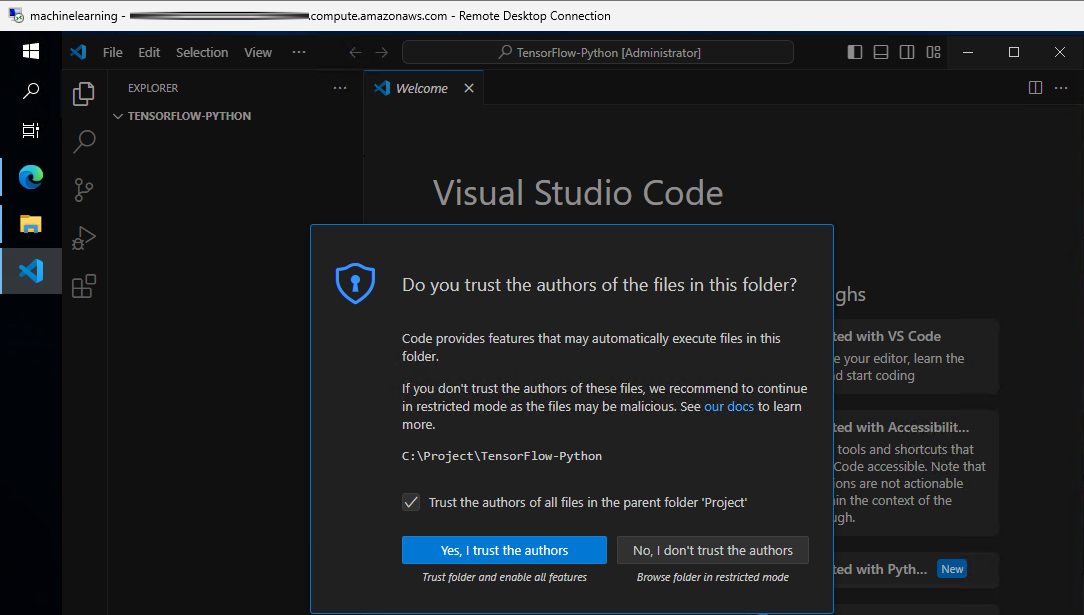 machinelearning - .compute.amazonaws.com - Remote Desktop Connection
File Edit Selection View ···
TensorFlow-Python [Administrator]
EXPLORER ···
TENSORFLOW-PYTHON
Welcome
Visual Studio Code
Do you trust the authors of the files in this folder?
Code provides features that may automatically execute files in this
folder.
If you don't trust the authors of these files, we recommend to continue
in restricted mode as the files may be malicious. See our docs to learn
more.
C:\Project\TensorFlow-Python
Trust the authors of all files in the parent folder 'Project'
Yes, I trust the authors
No, I don't trust the authors
Trust folder and enable all features
Browse folder in restricted mode
ghs
ted with VS Code
e your editor, learn the
d start coding
ted with Accessibilit...
tools and shortcuts that
Code accessible. Note that
ons are not actionable
in the context of the
ugh.
ted with Pyth... New